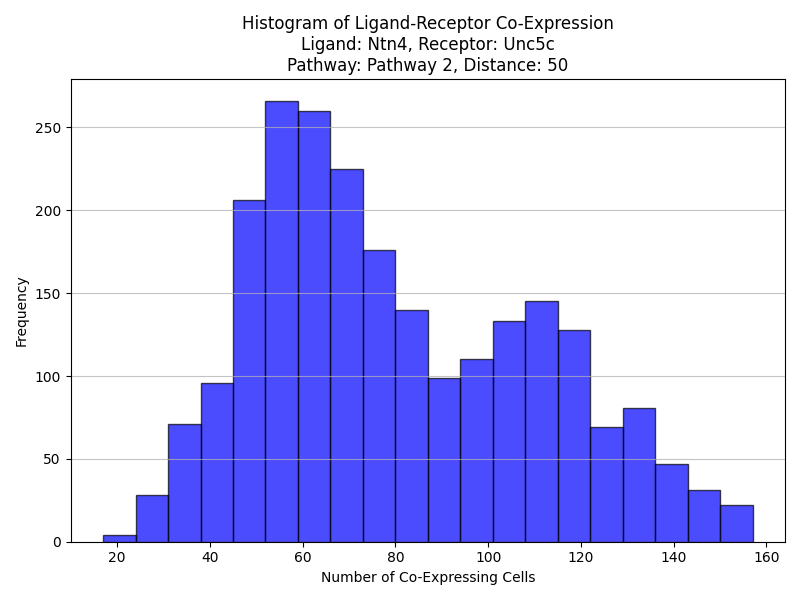 Histogram of Ligand-Receptor Co-Expression
Ligand: Ntn4, Receptor: Unc5c
Pathway: Pathway 2, Distance: 50
Frequency
250
200
150
100
50
0
20 40 60 80 100 120 140 160
Number of Co-Expressing Cells